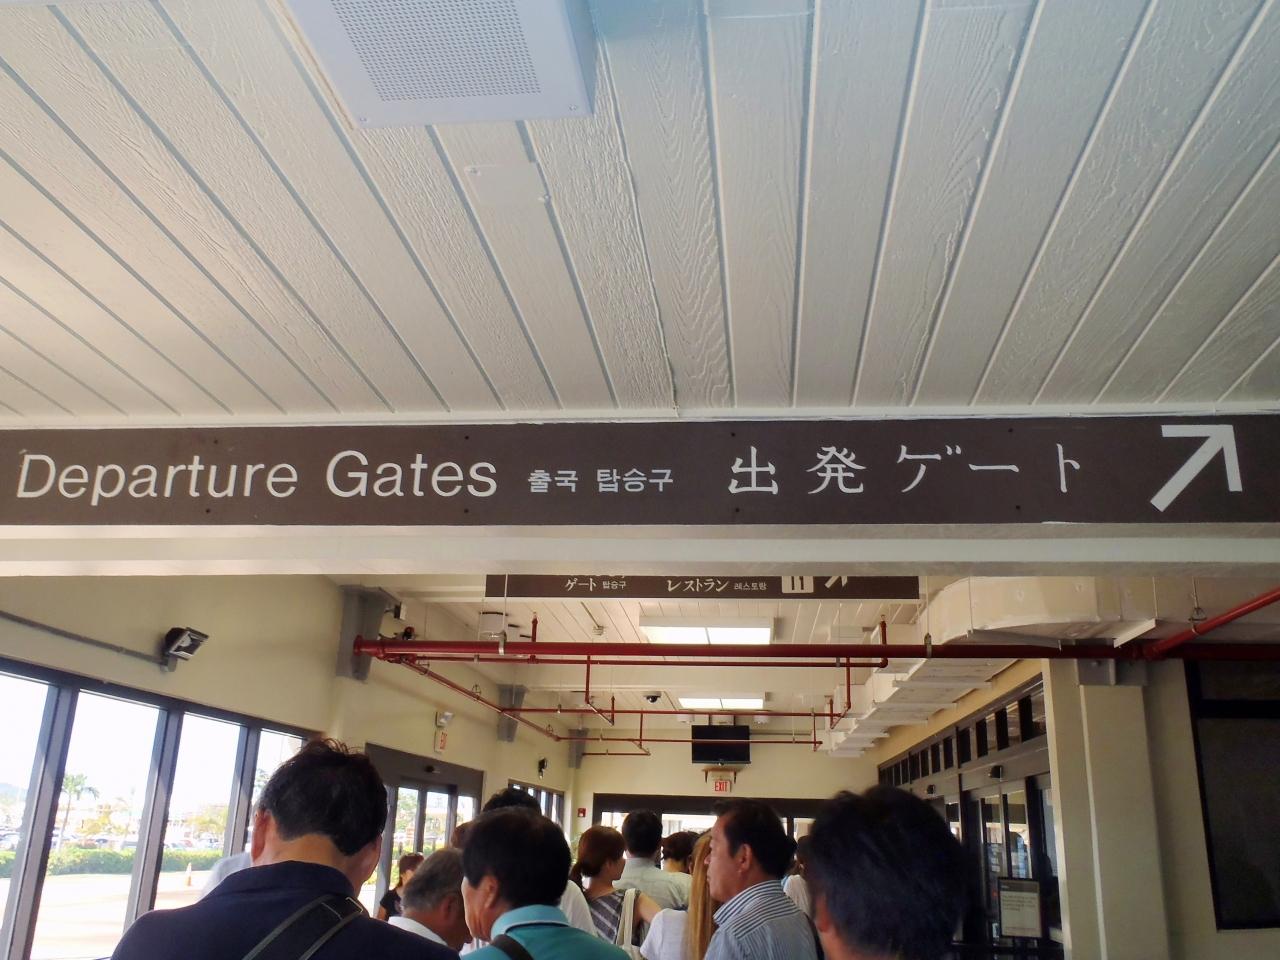 Departure Gates 출국 탑승구 出発ゲート
ゲート 탑승구 レストラン 레스토랑 11
EXIT
EXIT